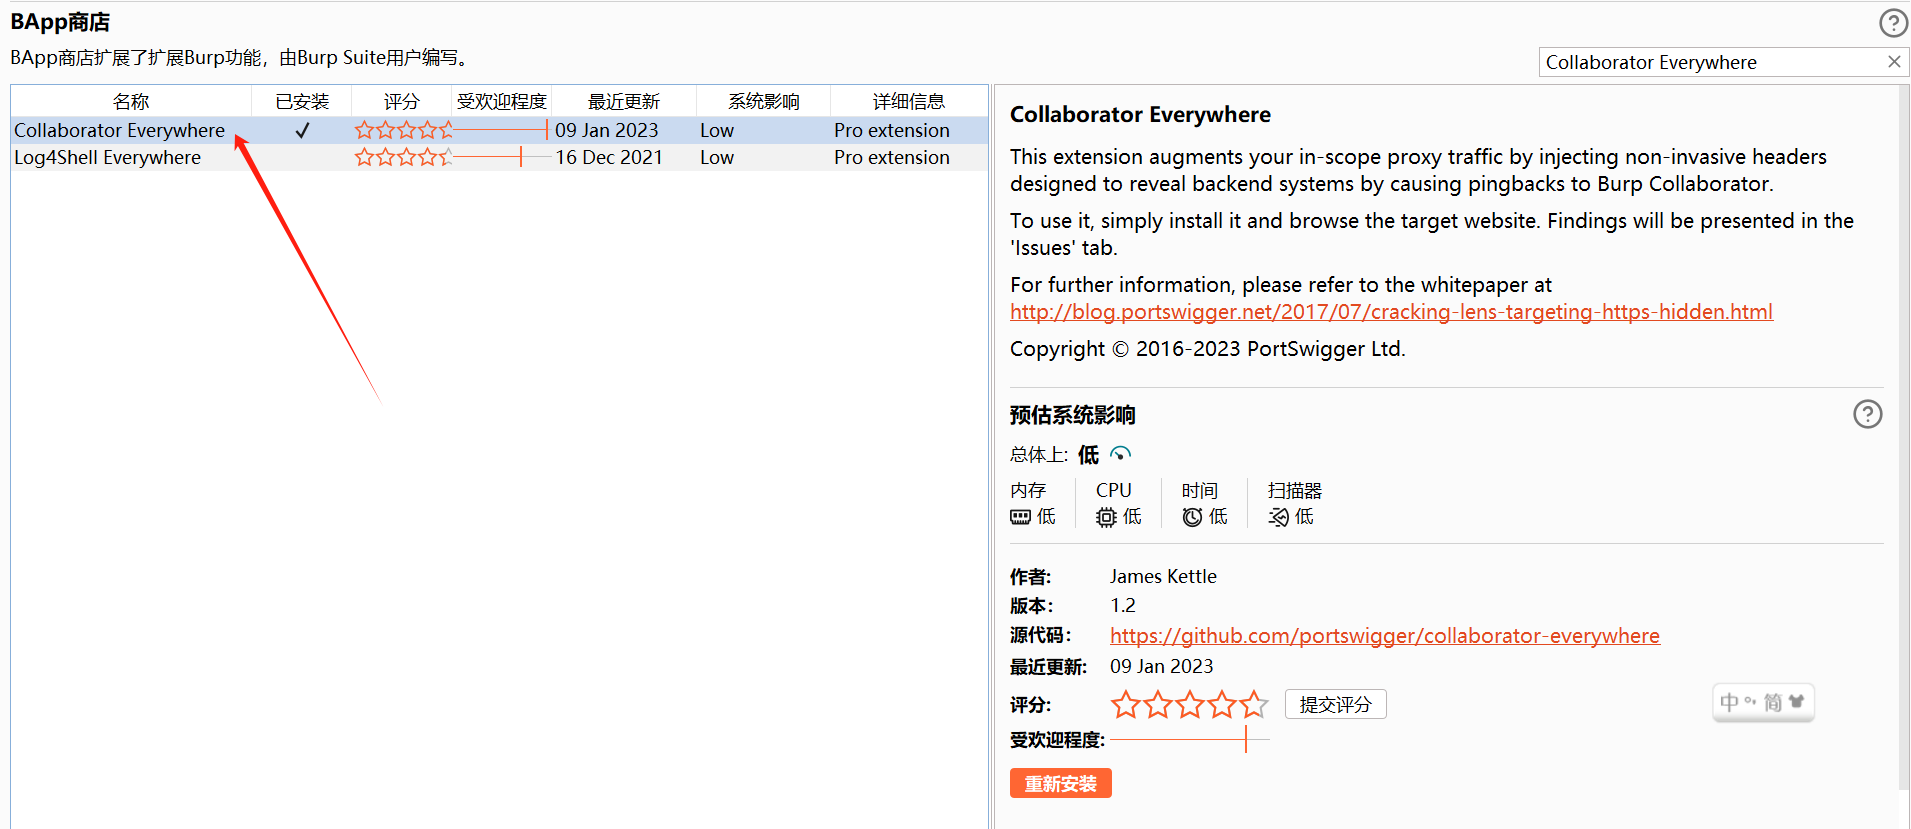 BApp商店
BApp商店扩展了扩展Burp功能，由Burp Suite用户编写。
Collaborator Everywhere
名称 已安装 评分 受欢迎程度 最近更新 系统影响 详细信息
Collaborator Everywhere 09 Jan 2023 Low Pro extension
Log4Shell Everywhere 16 Dec 2021 Low Pro extension
Collaborator Everywhere
This extension augments your in-scope proxy traffic by injecting non-invasive headers
designed to reveal backend systems by causing pingbacks to Burp Collaborator.
To use it, simply install it and browse the target website. Findings will be presented in the
'Issues' tab.
For further information, please refer to the whitepaper at
http://blog.portswigger.net/2017/07/cracking-lens-targeting-https-hidden.html
Copyright © 2016-2023 PortSwigger Ltd.
预估系统影响
总体上: 低
内存 CPU 时间 扫描器
低 低 低 低
作者: James Kettle
版本: 1.2
源代码: https://github.com/portswigger/collaborator-everywhere
最近更新: 09 Jan 2023
评分: 提交评分
中 简
受欢迎程度:
重新安装